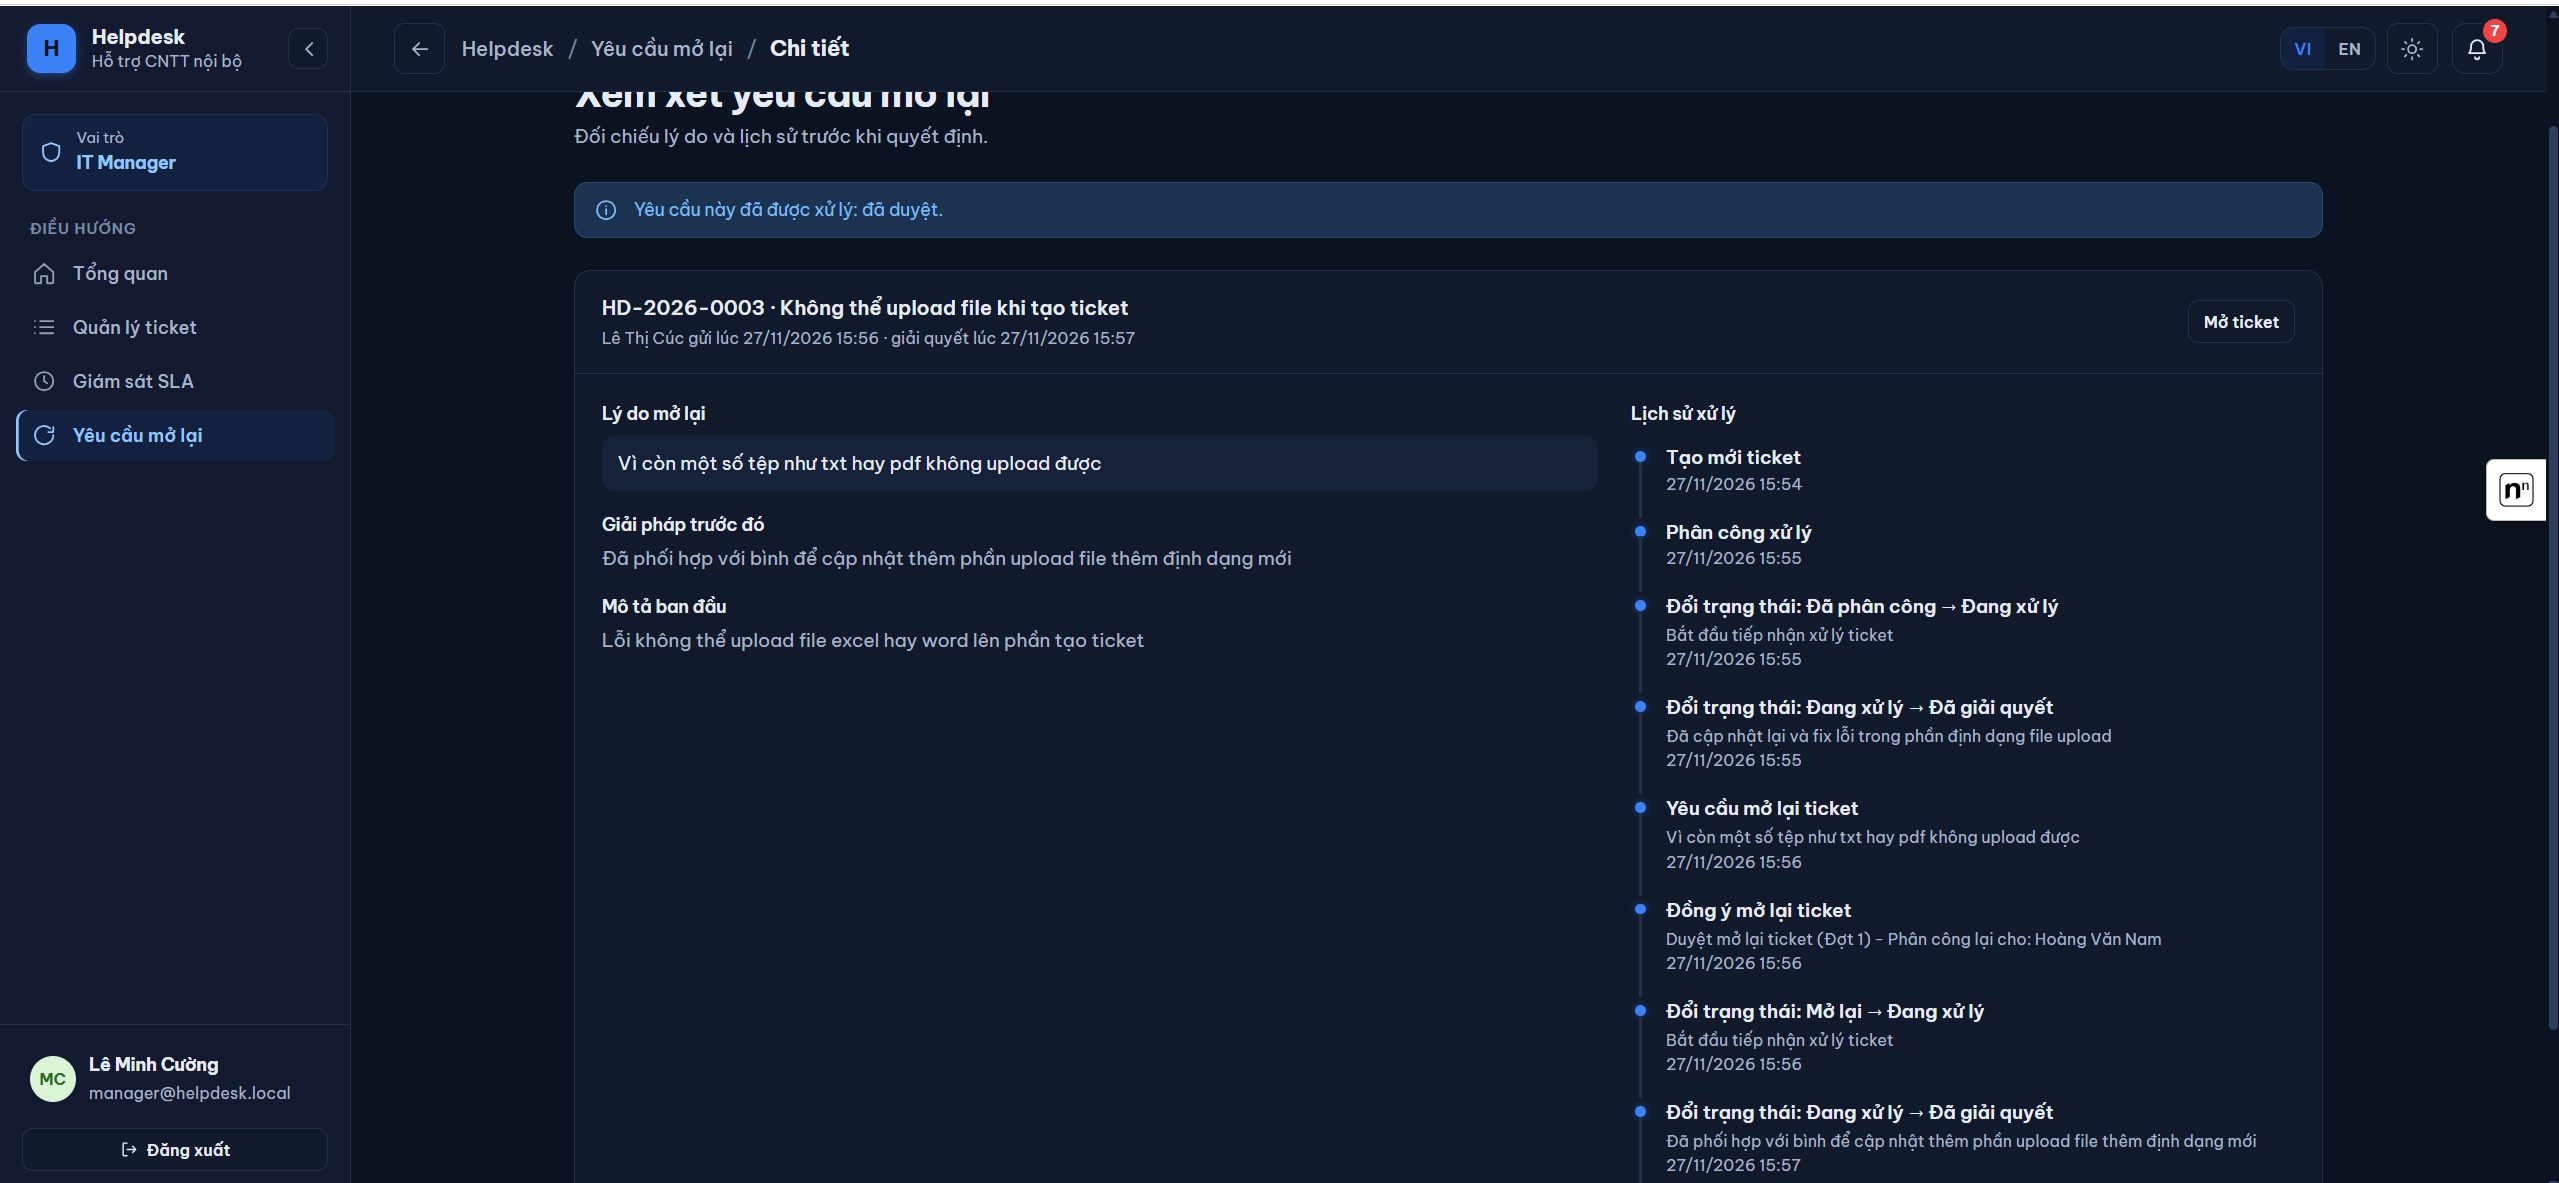 H
Helpdesk
Hỗ trợ CNTT nội bộ
Vai trò
IT Manager
ĐIỀU HƯỚNG
Tổng quan
Quản lý ticket
Giám sát SLA
Yêu cầu mở lại
MC
Lê Minh Cường
manager@helpdesk.local
Đăng xuất
Helpdesk / Yêu cầu mở lại / Chi tiết
VI EN
7
Xem xét yêu cầu mở lại
Đối chiếu lý do và lịch sử trước khi quyết định.
Yêu cầu này đã được xử lý: đã duyệt.
HD-2026-0003 · Không thể upload file khi tạo ticket
Lê Thị Cúc gửi lúc 27/11/2026 15:56 · giải quyết lúc 27/11/2026 15:57
Mở ticket
Lý do mở lại
Vì còn một số tệp như txt hay pdf không upload được
Giải pháp trước đó
Đã phối hợp với bình để cập nhật thêm phần upload file thêm định dạng mới
Mô tả ban đầu
Lỗi không thể upload file excel hay word lên phần tạo ticket
Lịch sử xử lý
Tạo mới ticket
27/11/2026 15:54
Phân công xử lý
27/11/2026 15:55
Đổi trạng thái: Đã phân công → Đang xử lý
Bắt đầu tiếp nhận xử lý ticket
27/11/2026 15:55
Đổi trạng thái: Đang xử lý → Đã giải quyết
Đã cập nhật lại và fix lỗi trong phần định dạng file upload
27/11/2026 15:55
Yêu cầu mở lại ticket
Vì còn một số tệp như txt hay pdf không upload được
27/11/2026 15:56
Đồng ý mở lại ticket
Duyệt mở lại ticket (Đợt 1) - Phân công lại cho: Hoàng Văn Nam
27/11/2026 15:56
Đổi trạng thái: Mở lại → Đang xử lý
Bắt đầu tiếp nhận xử lý ticket
27/11/2026 15:56
Đổi trạng thái: Đang xử lý → Đã giải quyết
Đã phối hợp với bình để cập nhật thêm phần upload file thêm định dạng mới
27/11/2026 15:57
nⁿ